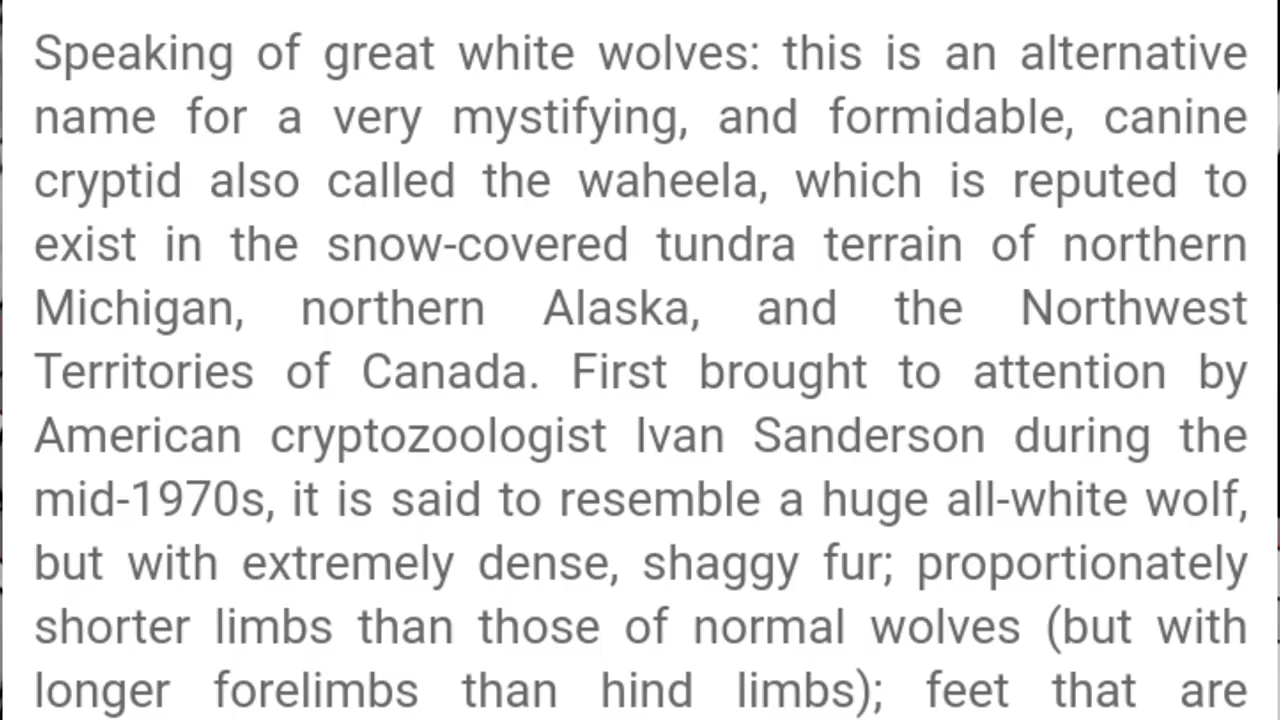 Speaking of great white wolves: this is an alternative
name for a very mystifying, and formidable, canine
cryptid also called the waheela, which is reputed to
exist in the snow-covered tundra terrain of northern
Michigan, northern Alaska, and the Northwest
Territories of Canada. First brought to attention by
American cryptozoologist Ivan Sanderson during the
mid-1970s, it is said to resemble a huge all-white wolf,
but with extremely dense, shaggy fur; proportionately
shorter limbs than those of normal wolves (but with
longer forelimbs than hind limbs); feet that are